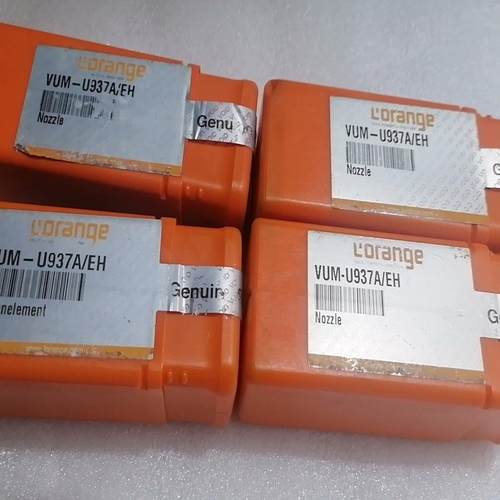 L'orange
VUM-U937A/EH
Nozzle
Genu
L'orange
VUM-U937A/EH
Nozzle
G
L'orange
UM-U937A/EH
nelement
Genuin
L'orange
VUM-U937A/EH
Nozzle
Ge